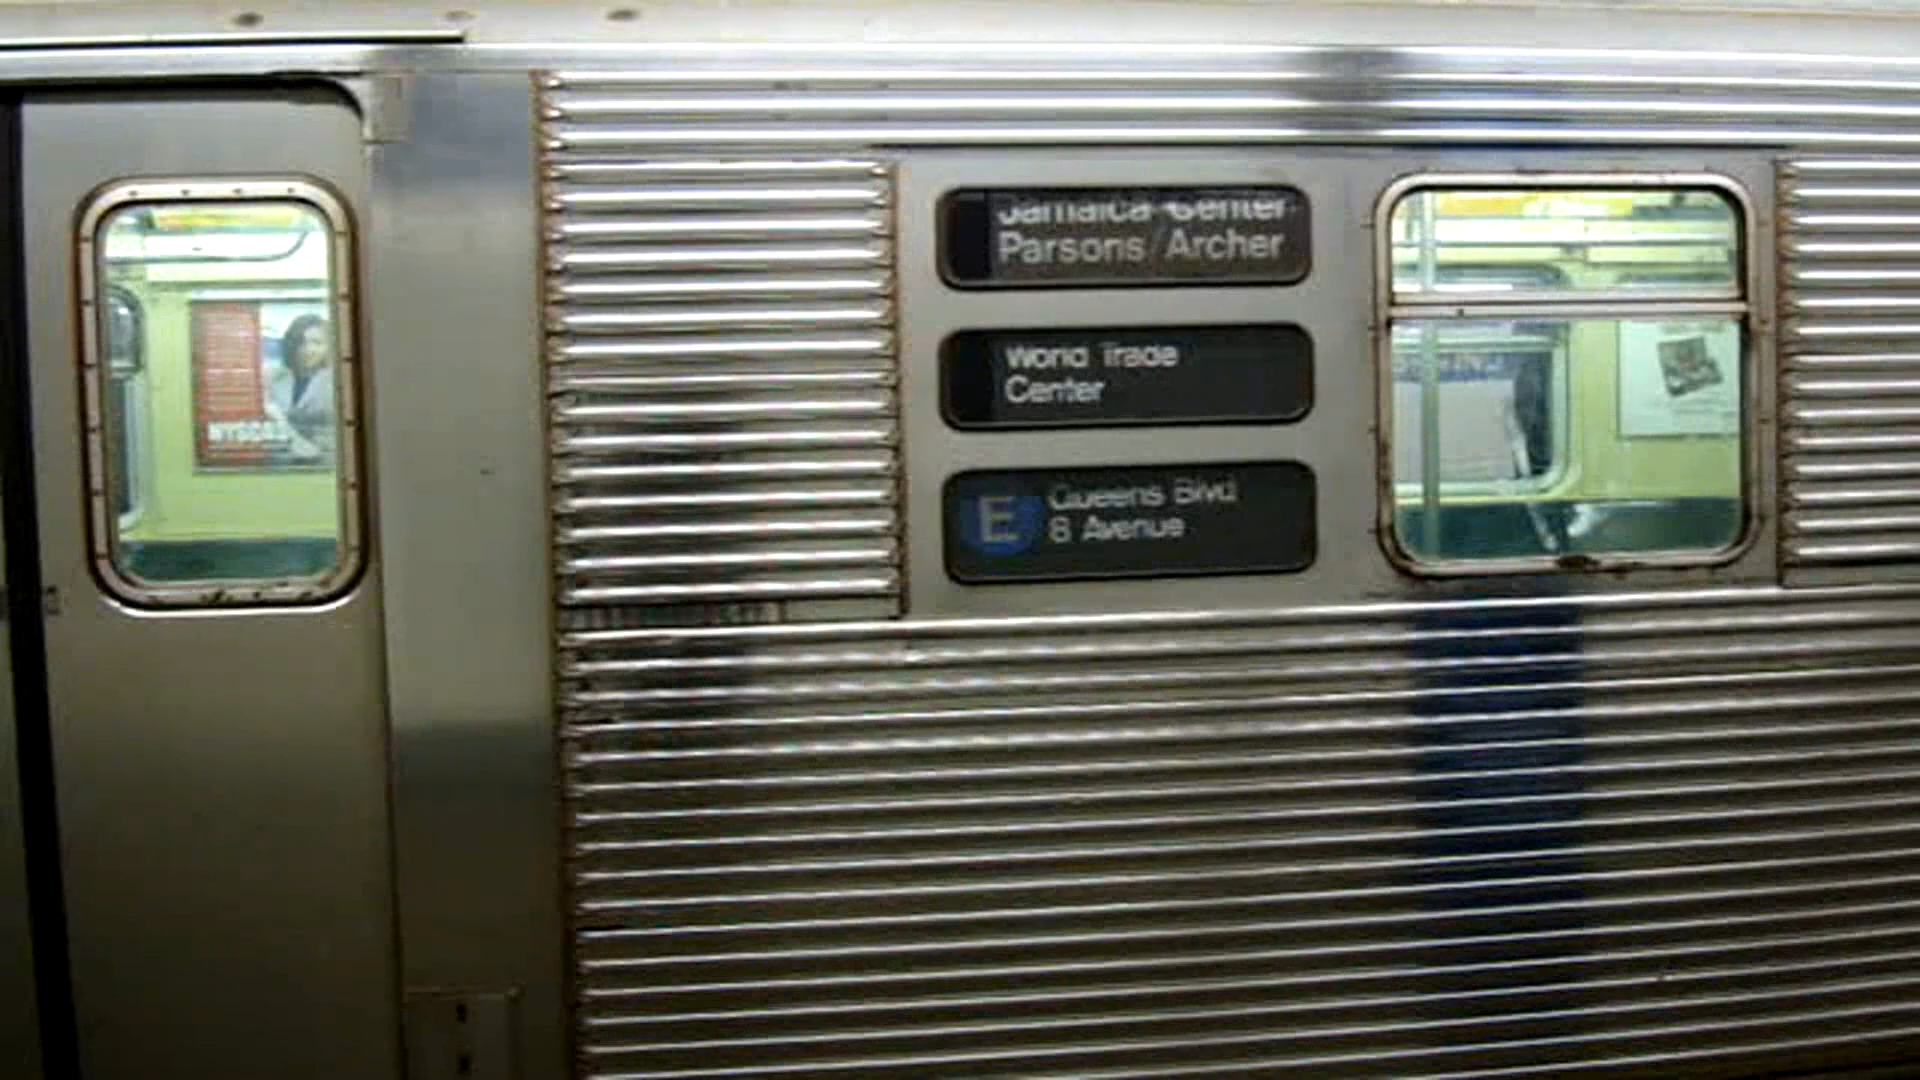 Jamaica Center
Parsons/Archer
World Trade
Center
E
Queens Blvd
8 Avenue